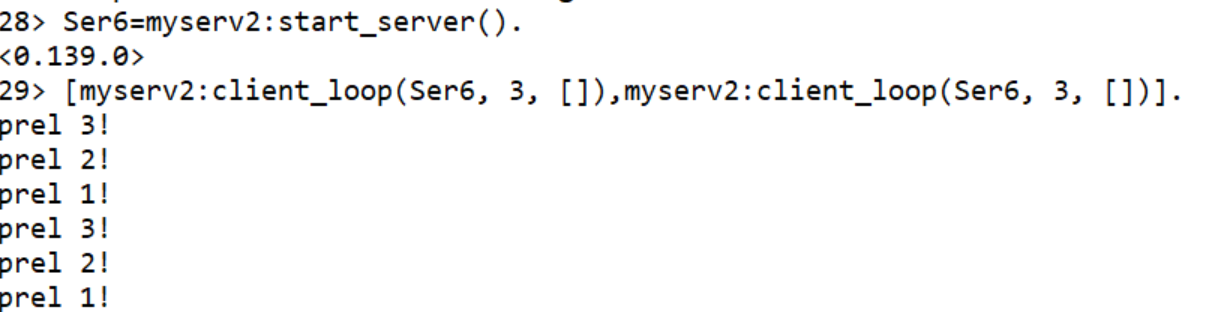 28> Ser6=myserv2:start_server().
<0.139.0>
29> [myserv2:client_loop(Ser6, 3, []),myserv2:client_loop(Ser6, 3, [])].
prel 3!
prel 2!
prel 1!
prel 3!
prel 2!
prel 1!